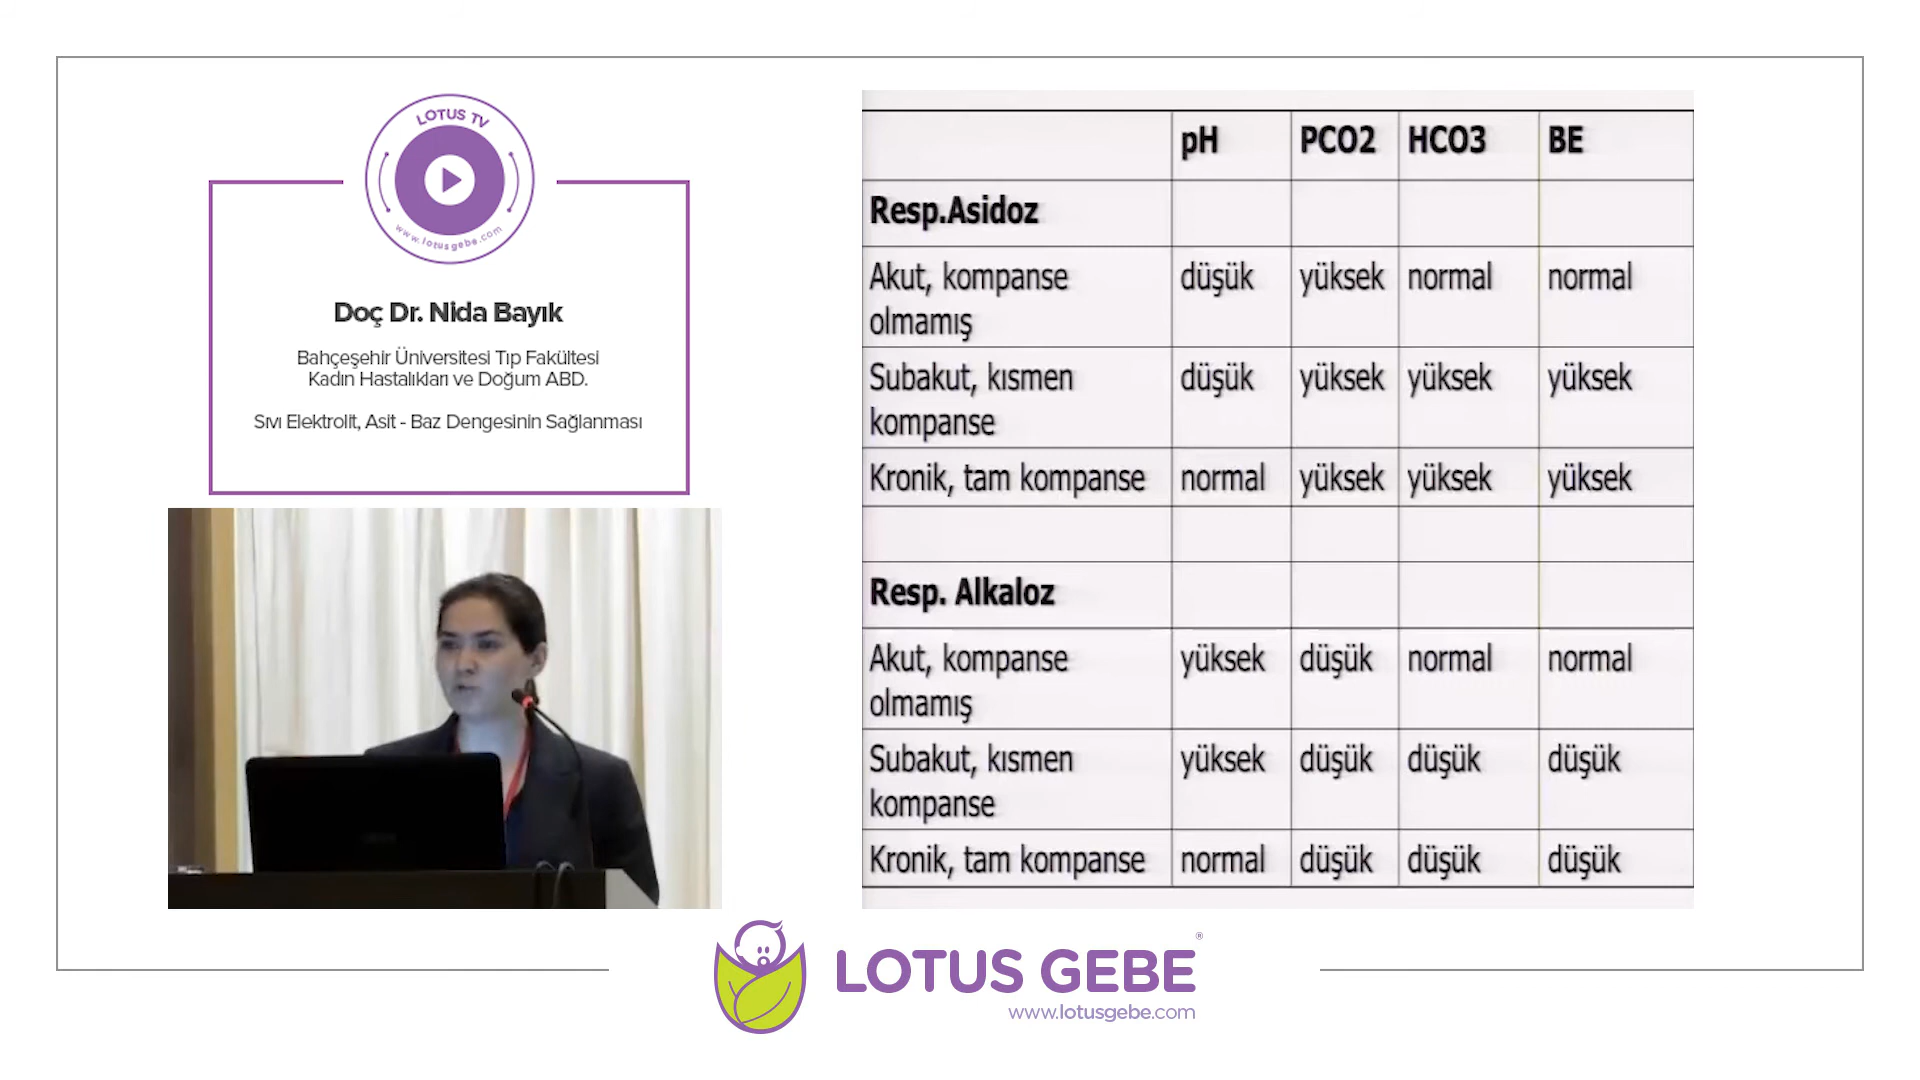 LOTUS TV
www.lotusgebe.com
Doç Dr. Nida Bayık
Bahçeşehir Üniversitesi Tıp Fakültesi
Kadın Hastalıkları ve Doğum ABD.
Sıvı Elektrolit, Asit - Baz Dengesinin Sağlanması
pH PCO2 HCO3 BE
Resp.Asidoz
Akut, kompanse düşük yüksek normal normal
olmamış
Subakut, kısmen düşük yüksek yüksek yüksek
kompanse
Kronik, tam kompanse normal yüksek yüksek yüksek
Resp. Alkaloz
Akut, kompanse yüksek düşük normal normal
olmamış
Subakut, kısmen yüksek düşük düşük düşük
kompanse
Kronik, tam kompanse normal düşük düşük düşük
LOTUS GEBE®
www.lotusgebe.com